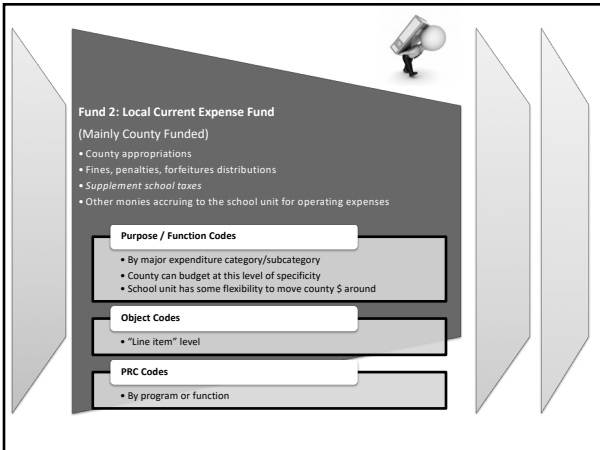 Fund 2: Local Current Expense Fund
(Mainly County Funded)
• County appropriations
• Fines, penalties, forfeitures distributions
• Supplement school taxes
• Other monies accruing to the school unit for operating expenses
Purpose / Function Codes
• By major expenditure category/subcategory
• County can budget at this level of specificity
• School unit has some flexibility to move county $ around
Object Codes
• “Line item” level
PRC Codes
• By program or function